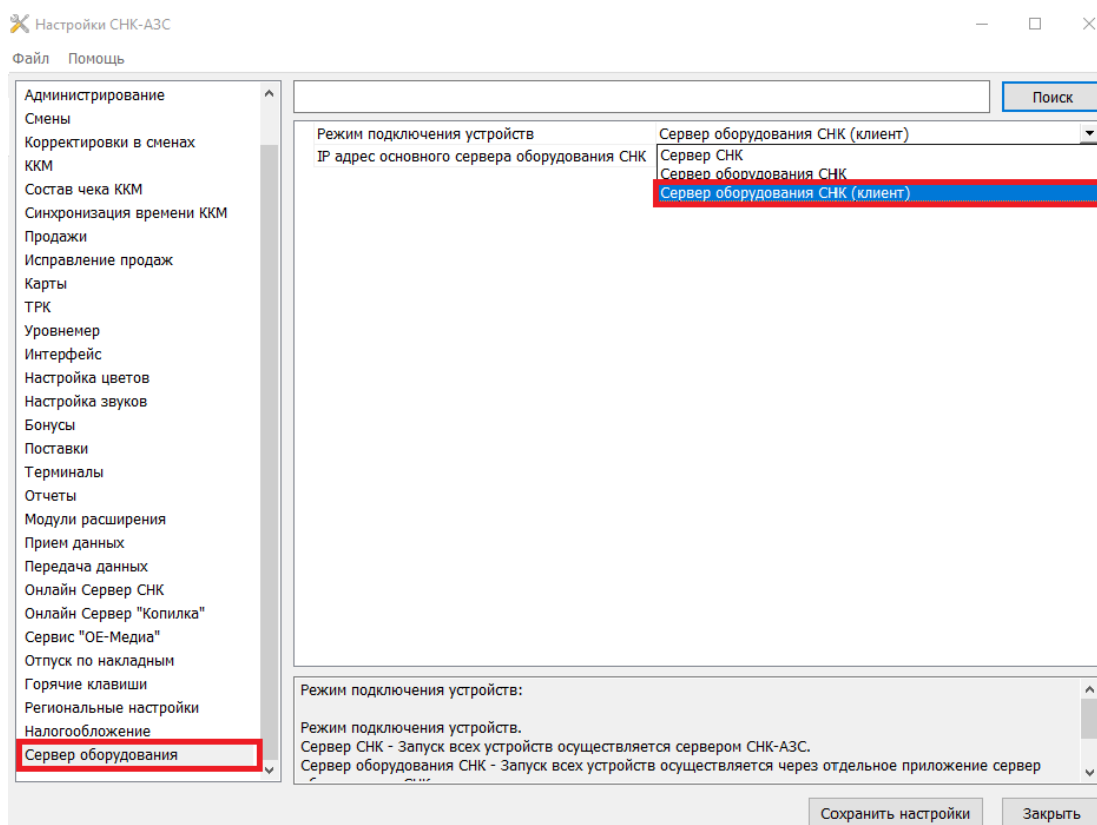 Настройки СНК-АЗС
Файл Помощь
Администрирование
Смены
Корректировки в сменах
ККМ
Состав чека ККМ
Синхронизация времени ККМ
Продажи
Исправление продаж
Карты
ТРК
Уровнемер
Интерфейс
Настройка цветов
Настройка звуков
Бонусы
Поставки
Терминалы
Отчеты
Модули расширения
Прием данных
Передача данных
Онлайн Сервер СНК
Онлайн Сервер "Копилка"
Сервис "ОЕ-Медиа"
Отпуск по накладным
Горячие клавиши
Региональные настройки
Налогообложение
Сервер оборудования
Поиск
Режим подключения устройств Сервер оборудования СНК (клиент)
IP адрес основного сервера оборудования СНК
Сервер СНК
Сервер оборудования СНК
Сервер оборудования СНК (клиент)
Режим подключения устройств:
Режим подключения устройств.
Сервер СНК - Запуск всех устройств осуществляется сервером СНК-АЗС.
Сервер оборудования СНК - Запуск всех устройств осуществляется через отдельное приложение сервер
Сохранить настройки Закрыть